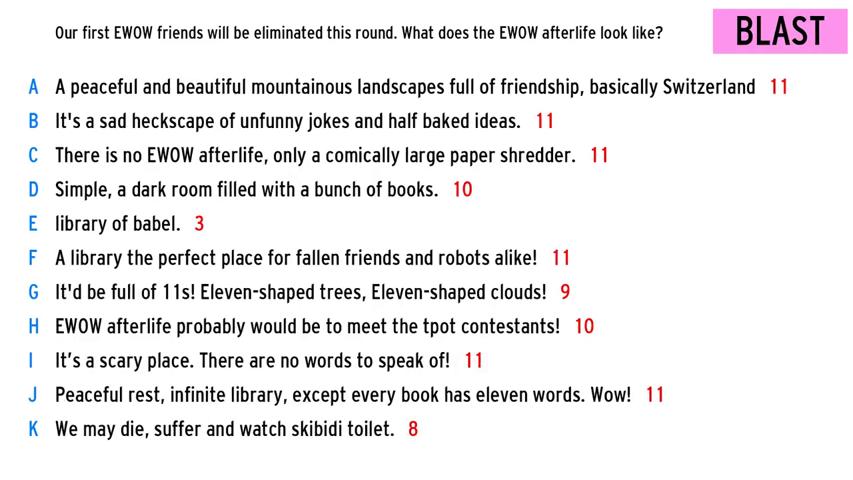 Our first EWOW friends will be eliminated this round. What does the EWOW afterlife look like?
BLAST
A A peaceful and beautiful mountainous landscapes full of friendship, basically Switzerland 11
B It's a sad heckscape of unfunny jokes and half baked ideas. 11
C There is no EWOW afterlife, only a comically large paper shredder. 11
D Simple, a dark room filled with a bunch of books. 10
E library of babel. 3
F A library the perfect place for fallen friends and robots alike! 11
G It'd be full of 11s! Eleven-shaped trees, Eleven-shaped clouds! 9
H EWOW afterlife probably would be to meet the tpot contestants! 10
I It’s a scary place. There are no words to speak of! 11
J Peaceful rest, infinite library, except every book has eleven words. Wow! 11
K We may die, suffer and watch skibidi toilet. 8